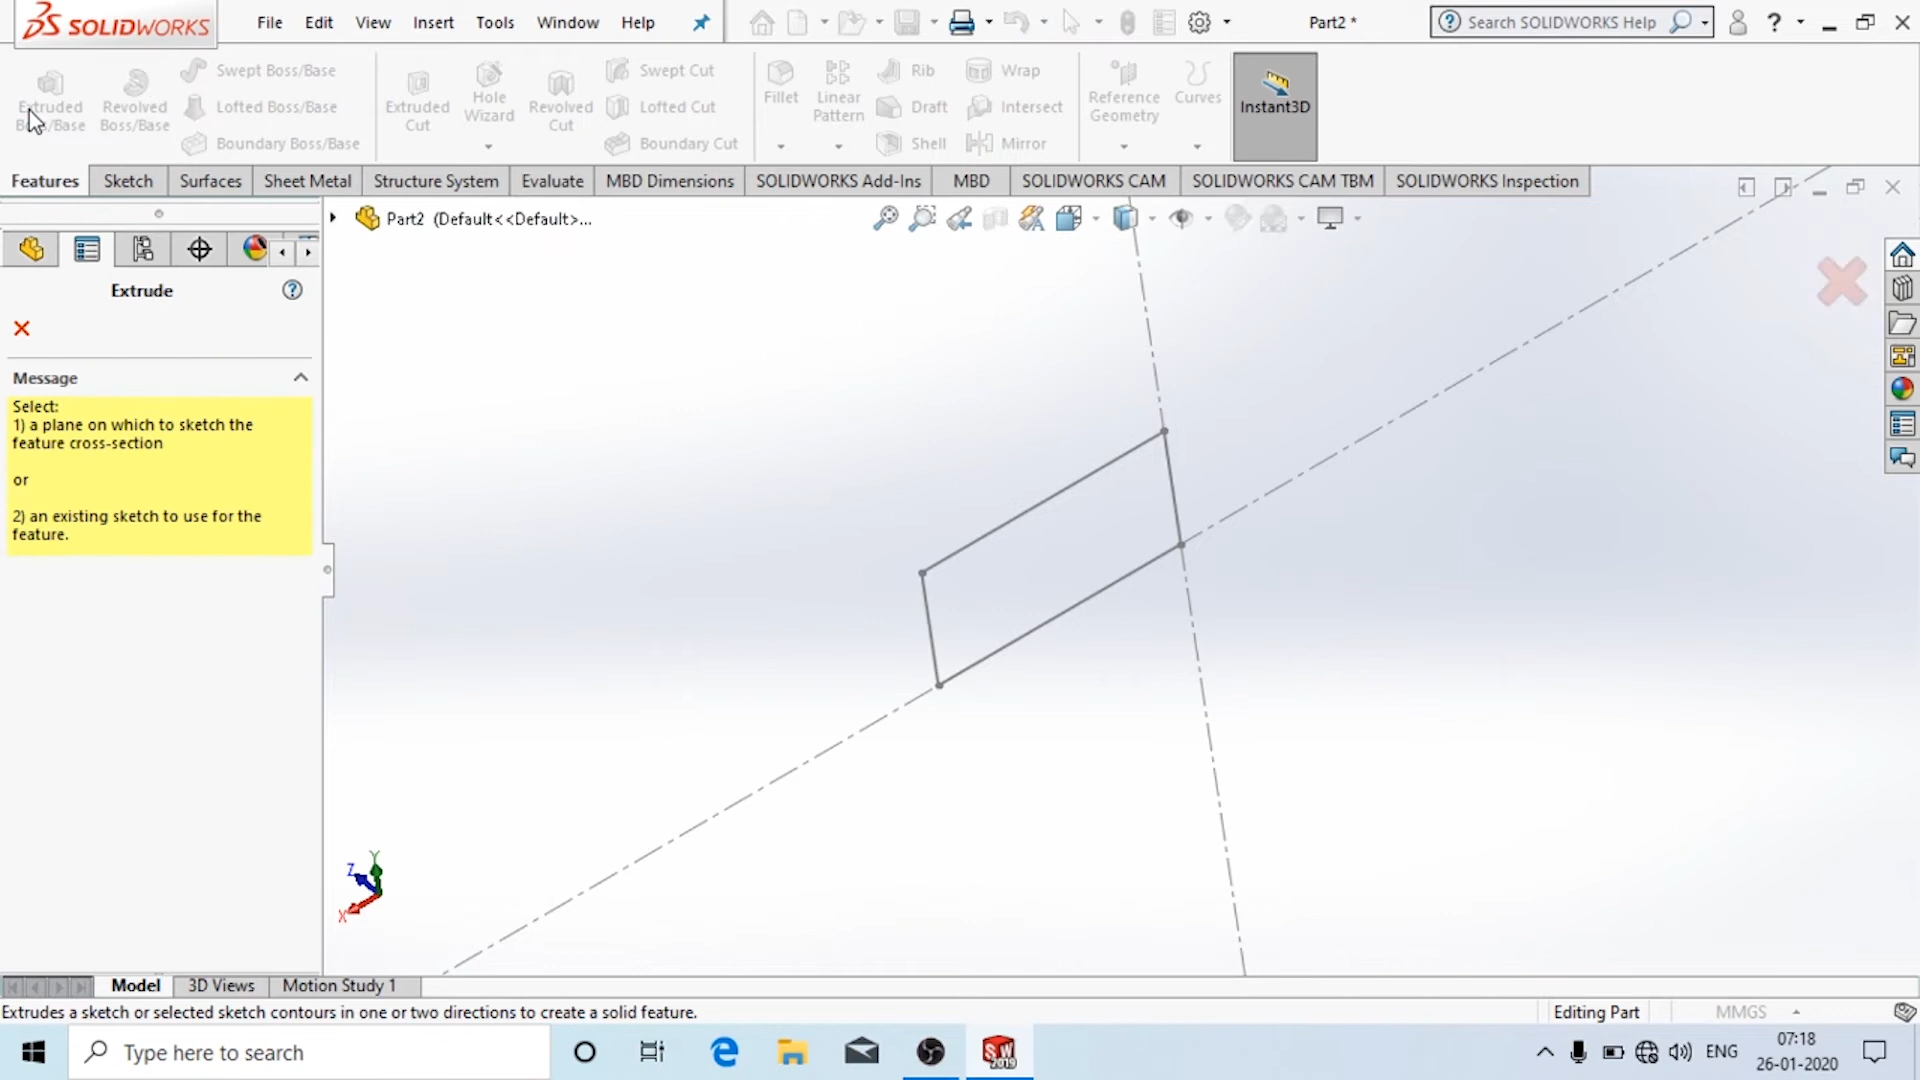 SOLIDWORKS File Edit View Insert Tools Window Help Part2 * Search SOLIDWORKS Help ?
Extruded Boss/Base
Revolved Boss/Base
Swept Boss/Base
Lofted Boss/Base
Boundary Boss/Base
Extruded Cut
Hole Wizard
Revolved Cut
Swept Cut
Lofted Cut
Boundary Cut
Fillet
Linear Pattern
Rib
Draft
Shell
Wrap
Intersect
Mirror
Reference Geometry
Curves
Instant3D
Features Sketch Surfaces Sheet Metal Structure System Evaluate MBD Dimensions SOLIDWORKS Add-Ins MBD SOLIDWORKS CAM SOLIDWORKS CAM TBM SOLIDWORKS Inspection
Part2 (Default<<Default>...
Extrude
Message
Select:
1) a plane on which to sketch the
feature cross-section
or
2) an existing sketch to use for the
feature.
Y
Z
X
Model 3D Views Motion Study 1
Extrudes a sketch or selected sketch contours in one or two directions to create a solid feature. Editing Part MMGS
Type here to search
SW
2019
ENG
07:18
26-01-2020